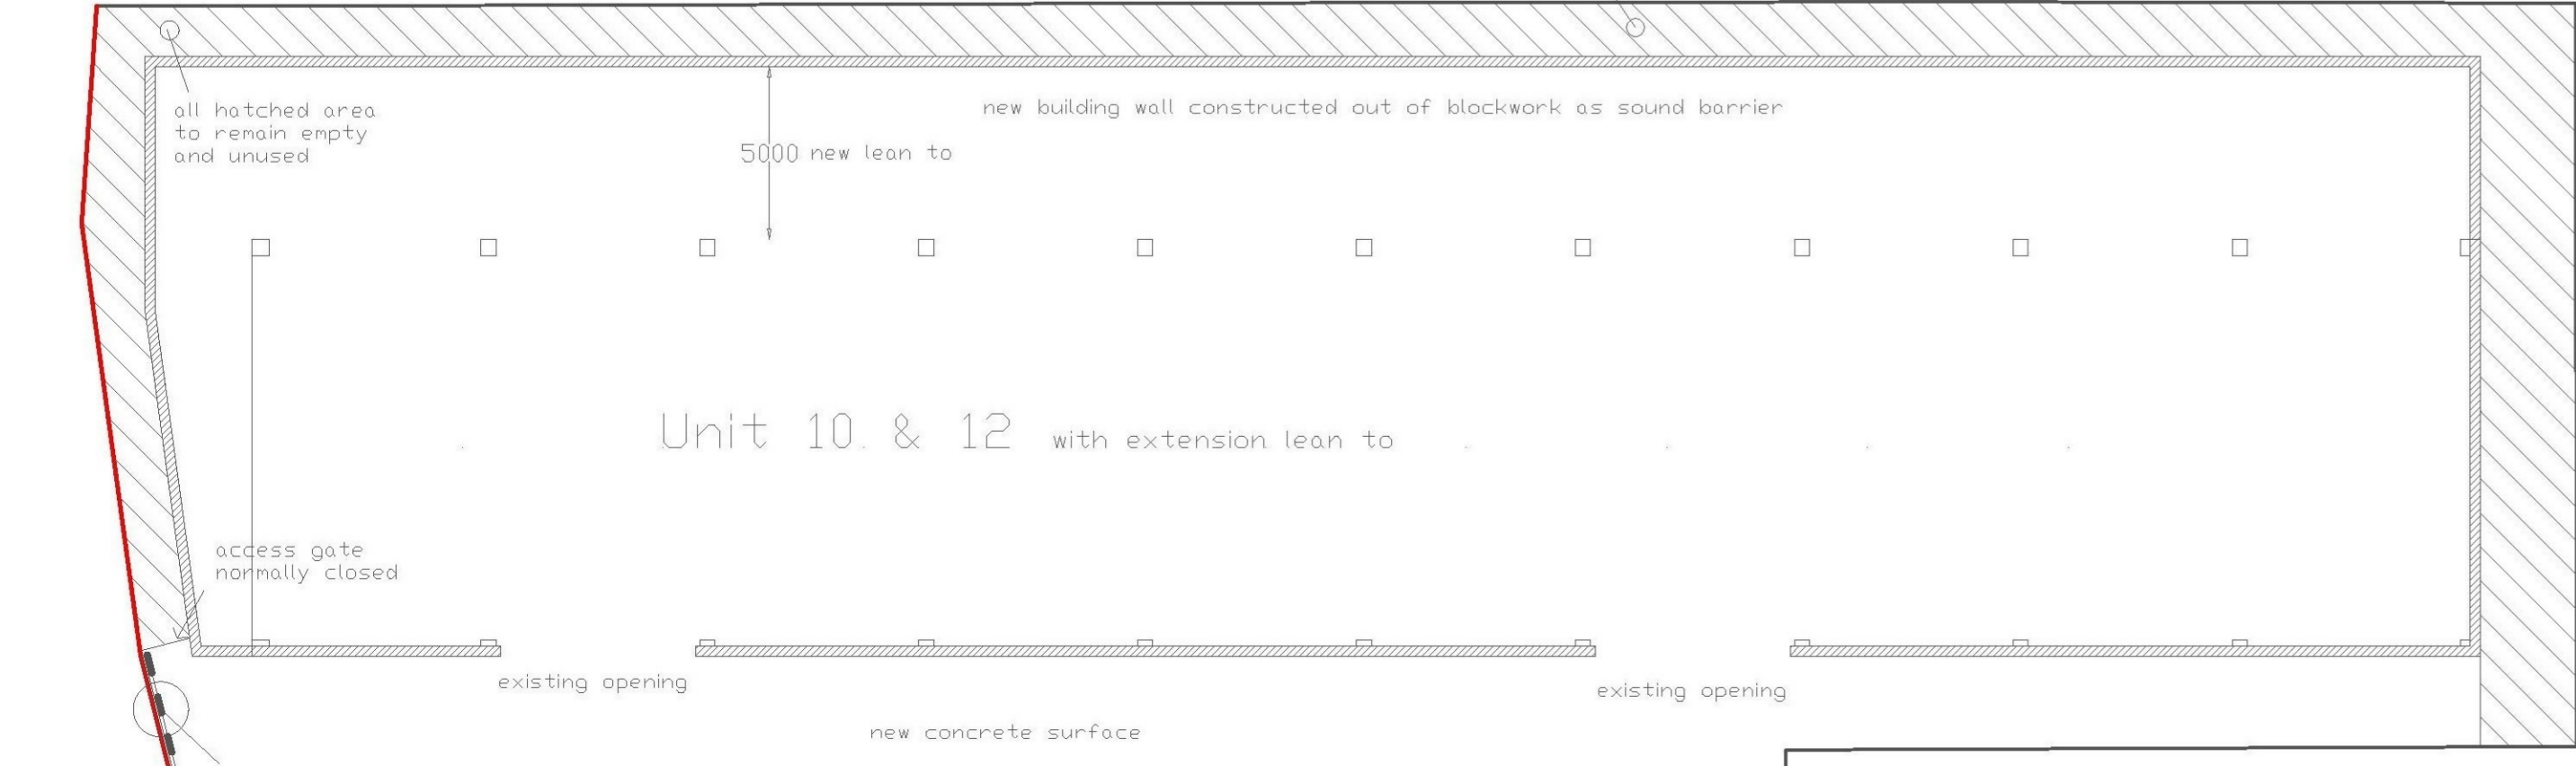 all hatched area
to remain empty
and unused
new building wall constructed out of blockwork as sound barrier
5000 new lean to
Unit 10 & 12 with extension lean to
access gate
normally closed
existing opening
existing opening
new concrete surface